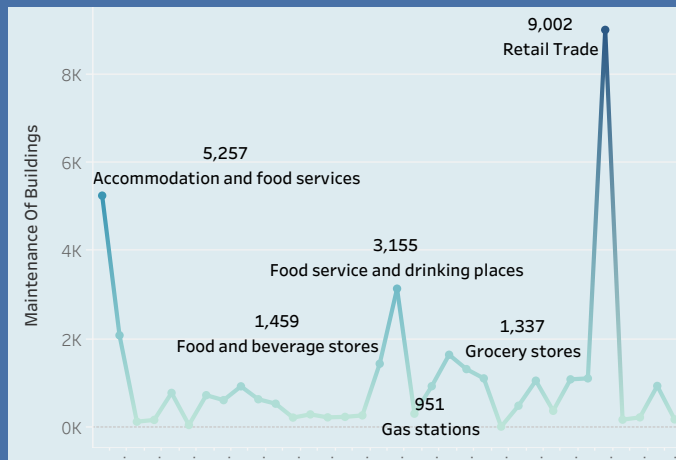 9,002
Retail Trade
8K
6K
5,257
Accommodation and food services
Maintenance Of Buildings
4K
3,155
Food service and drinking places
2K
1,459
Food and beverage stores
1,337
Grocery stores
951
Gas stations
0K